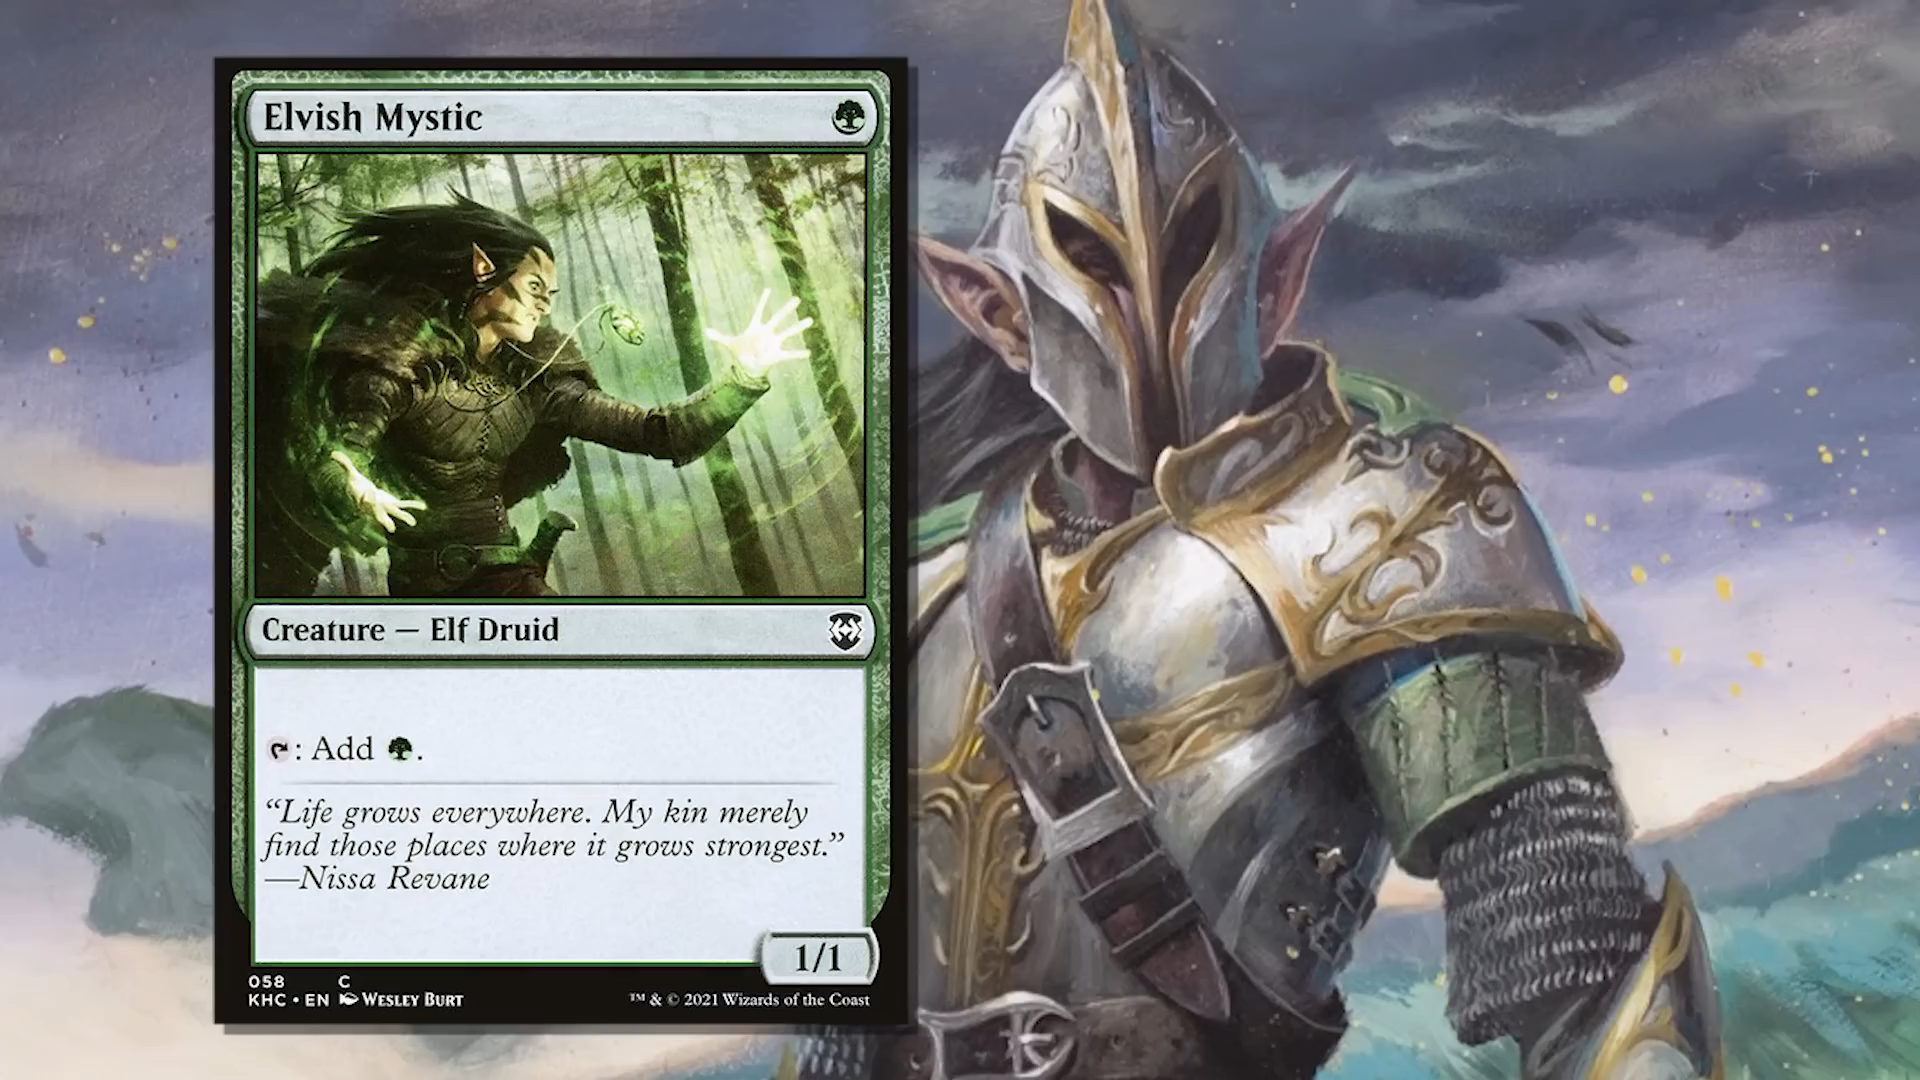 Elvish Mystic
Creature — Elf Druid
: Add .
“Life grows everywhere. My kin merely
find those places where it grows strongest.”
—Nissa Revane
1/1
058 C
KHC • EN Wesley Burt
™ & © 2021 Wizards of the Coast